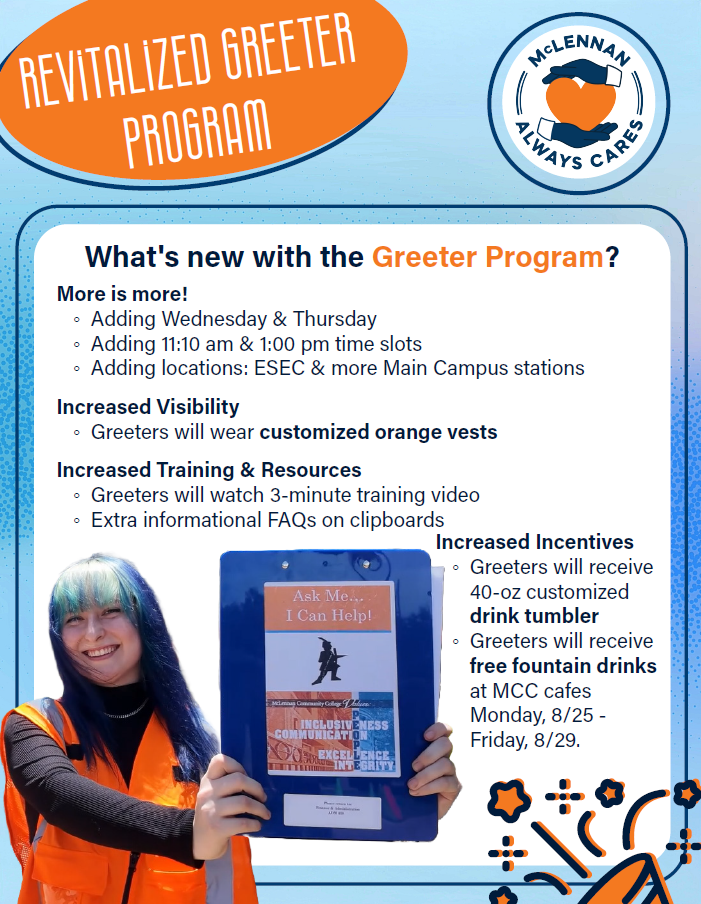 REViTALiZED GREETER
PROGRAM
McLENNAN
ALWAYS CARES
What's new with the Greeter Program?
More is more!
◦ Adding Wednesday & Thursday
◦ Adding 11:10 am & 1:00 pm time slots
◦ Adding locations: ESEC & more Main Campus stations
Increased Visibility
◦ Greeters will wear customized orange vests
Increased Training & Resources
◦ Greeters will watch 3-minute training video
◦ Extra informational FAQs on clipboards
Increased Incentives
◦ Greeters will receive
40-oz customized
drink tumbler
◦ Greeters will receive
free fountain drinks
at MCC cafes
Monday, 8/25 -
Friday, 8/29.
Ask Me...
I Can Help!
McLennan Community College Values
PEOPLE
INCLUSIVENESS
COMMUNICATION
EXCELLENCE
INTEGRITY